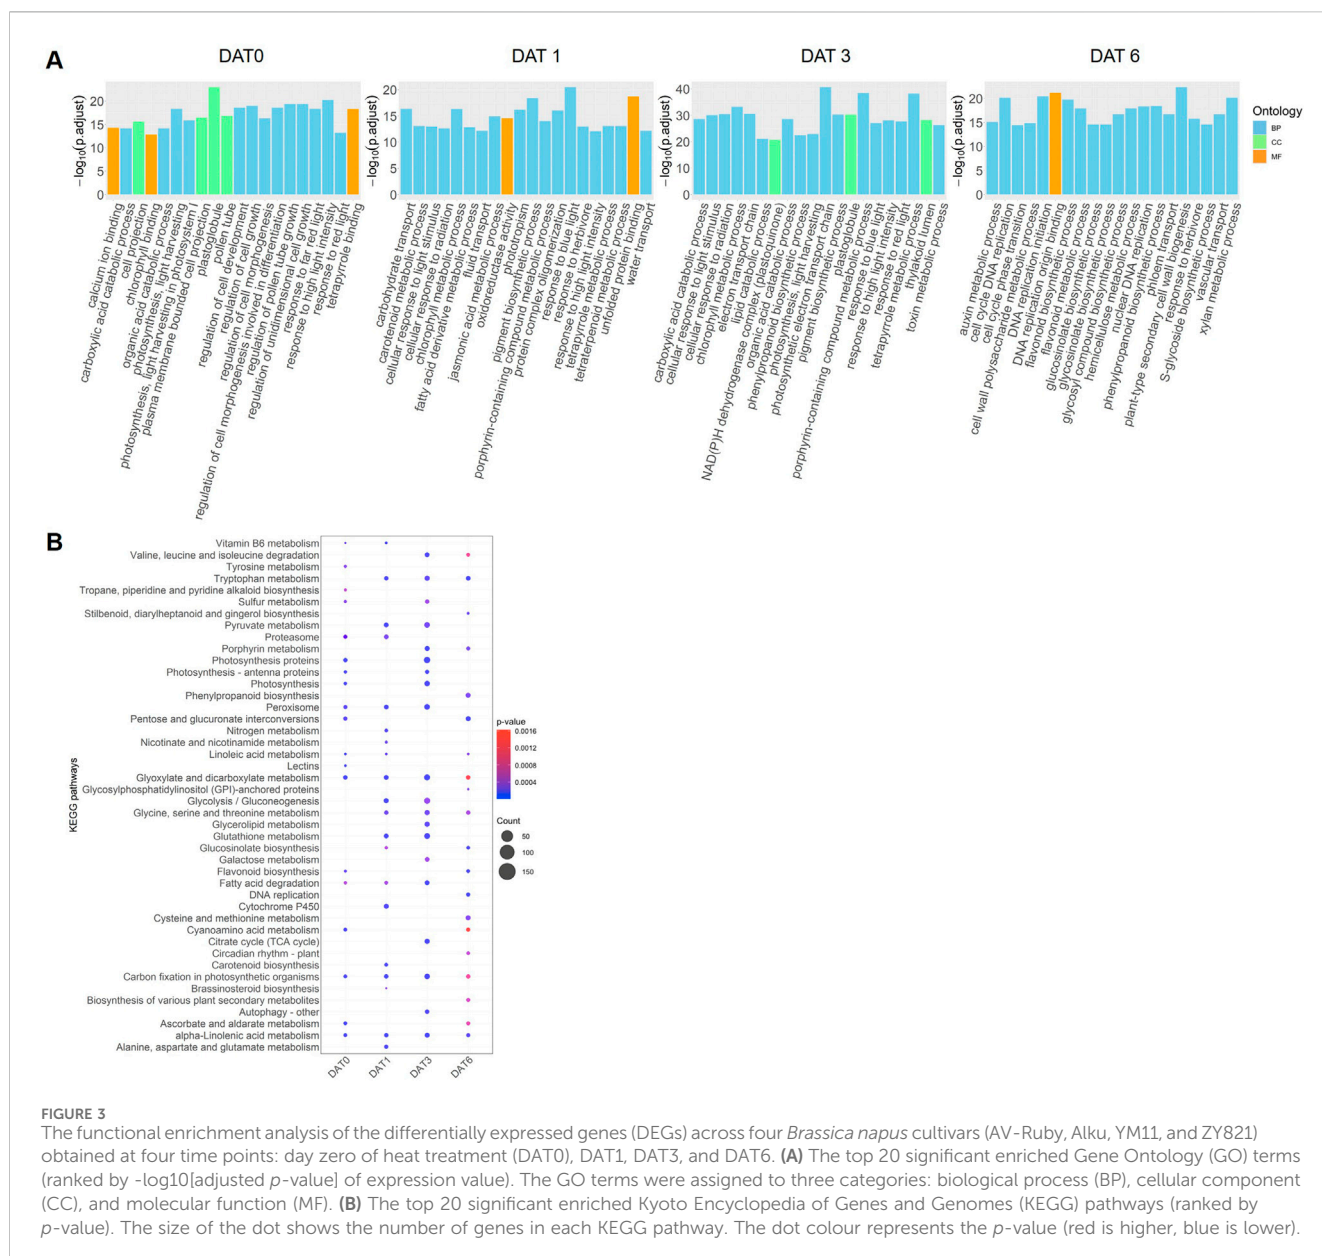 A
DAT0
DAT 1
DAT 3
DAT 6
−log10(p.adjust)
20
15
10
5
0
calcium ion binding
carboxylic acid catabolic process
cell projection
chlorophyll binding
organic acid catabolic process
photosynthesis, light harvesting
photosynthesis, light harvesting in photosystem I
plasma membrane bounded cell projection
plastoglobule
pollen tube
regulation of cell development
regulation of cell growth
regulation of cell morphogenesis
regulation of cell morphogenesis involved in differentiation
regulation of pollen tube growth
regulation of unidimensional cell growth
response to far red light
response to high light intensity
response to red light
tetrapyrrole binding
−log10(p.adjust)
20
15
10
5
0
carbohydrate transport
carotenoid metabolic process
cellular response to light stimulus
cellular response to radiation
chlorophyll metabolic process
fatty acid derivative metabolic process
fluid transport
jasmonic acid metabolic process
oxidoreductase activity
phototropism
pigment biosynthetic process
porphyrin-containing compound metabolic process
protein complex oligomerization
response to blue light
response to herbivore
response to high light intensity
tetrapyrrole metabolic process
tetraterpenoid metabolic process
unfolded protein binding
water transport
−log10(p.adjust)
40
30
20
10
0
carboxylic acid catabolic process
cellular response to light stimulus
cellular response to radiation
chlorophyll metabolic process
electron transport chain
lipid catabolic process
NAD(P)H dehydrogenase complex (plastoquinone)
organic acid catabolic process
phenylpropanoid biosynthetic process
photosynthesis, light harvesting
photosynthetic electron transport chain
pigment biosynthetic process
plastoglobule
porphyrin-containing compound metabolic process
response to blue light
response to high light intensity
response to red light
tetrapyrrole metabolic process
thylakoid lumen
toxin metabolic process
−log10(p.adjust)
20
15
10
5
0
auxin metabolic process
cell cycle DNA replication
cell cycle phase transition
cell wall polysaccharide metabolic process
DNA replication initiation
DNA replication origin binding
flavonoid biosynthetic process
flavonoid metabolic process
glucosinolate biosynthetic process
glycosinolate biosynthetic process
glycosyl compound biosynthetic process
hemicellulose metabolic process
nuclear DNA replication
phenylpropanoid biosynthetic process
phloem transport
plant-type secondary cell wall biogenesis
response to herbivore
S-glycoside biosynthetic process
vascular transport
xylan metabolic process
Ontology
BP
CC
MF
B
KEGG pathways
Vitamin B6 metabolism
Valine, leucine and isoleucine degradation
Tyrosine metabolism
Tryptophan metabolism
Tropane, piperidine and pyridine alkaloid biosynthesis
Sulfur metabolism
Stilbenoid, diarylheptanoid and gingerol biosynthesis
Pyruvate metabolism
Proteasome
Porphyrin metabolism
Photosynthesis proteins
Photosynthesis - antenna proteins
Photosynthesis
Phenylpropanoid biosynthesis
Peroxisome
Pentose and glucuronate interconversions
Nitrogen metabolism
Nicotinate and nicotinamide metabolism
Linoleic acid metabolism
Lectins
Glyoxylate and dicarboxylate metabolism
Glycosylphosphatidylinositol (GPI)-anchored proteins
Glycolysis / Gluconeogenesis
Glycine, serine and threonine metabolism
Glycerolipid metabolism
Glutathione metabolism
Glucosinolate biosynthesis
Galactose metabolism
Flavonoid biosynthesis
Fatty acid degradation
DNA replication
Cytochrome P450
Cysteine and methionine metabolism
Cyanoamino acid metabolism
Citrate cycle (TCA cycle)
Circadian rhythm - plant
Carotenoid biosynthesis
Carbon fixation in photosynthetic organisms
Brassinosteroid biosynthesis
Biosynthesis of various plant secondary metabolites
Autophagy - other
Ascorbate and aldarate metabolism
alpha-Linolenic acid metabolism
Alanine, aspartate and glutamate metabolism
DAT0
DAT1
DAT3
DAT6
p-value
0.0016
0.0012
0.0008
0.0004
Count
50
100
150
FIGURE 3
The functional enrichment analysis of the differentially expressed genes (DEGs) across four Brassica napus cultivars (AV-Ruby, Alku, YM11, and ZY821)
obtained at four time points: day zero of heat treatment (DAT0), DAT1, DAT3, and DAT6. (A) The top 20 significant enriched Gene Ontology (GO) terms
(ranked by -log10[adjusted p-value] of expression value). The GO terms were assigned to three categories: biological process (BP), cellular component
(CC), and molecular function (MF). (B) The top 20 significant enriched Kyoto Encyclopedia of Genes and Genomes (KEGG) pathways (ranked by
p-value). The size of the dot shows the number of genes in each KEGG pathway. The dot colour represents the p-value (red is higher, blue is lower).